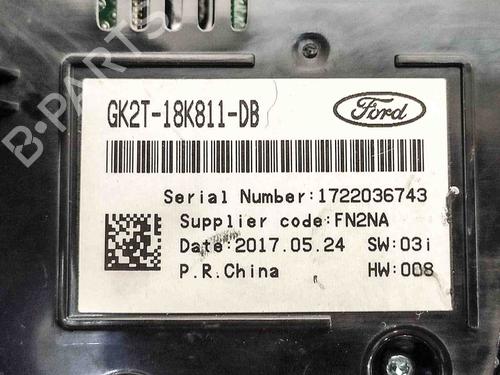 B-PARTS
GK2T-18K811-DB
Ford
Serial Number:1722036743
Supplier code:FN2NA
Date:2017.05.24 SW:03i
P.R.China HW:008